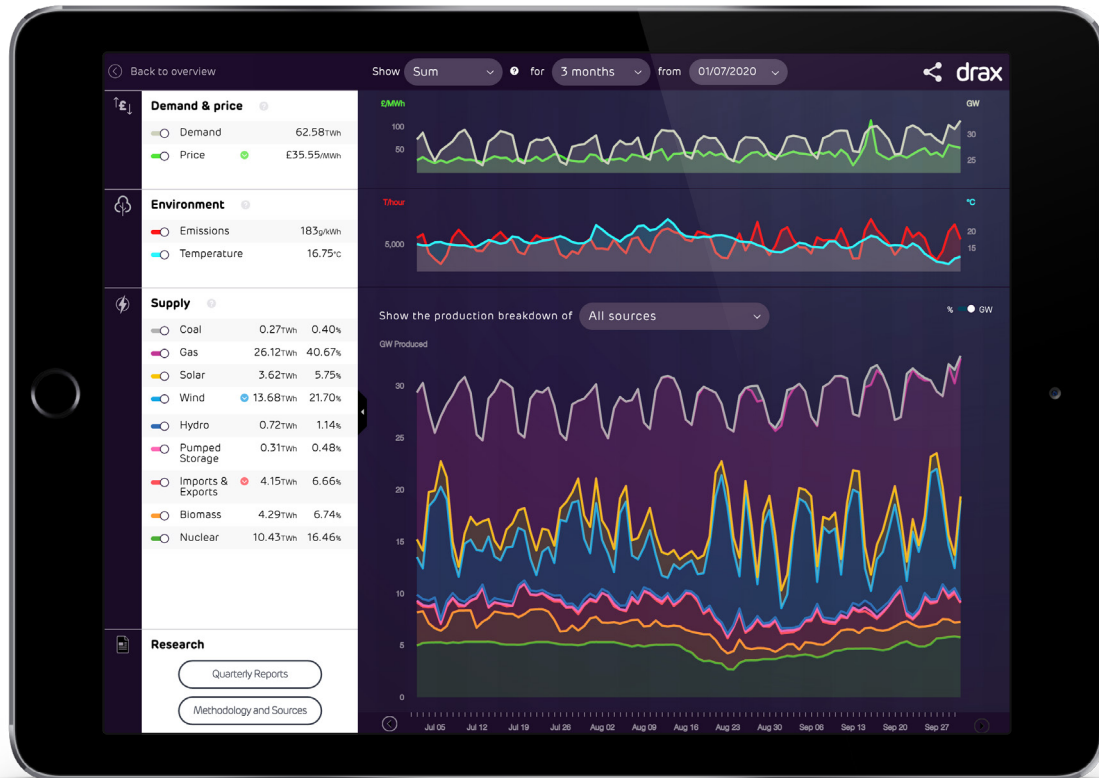 Back to overview
Show Sum ? for 3 months from 01/07/2020
drax
↑£↓
Demand & price ?
Demand 62.58TWh
Price £35.55/MWh
£/MWh
GW
100
50
30
25
Environment ?
Emissions 183g/kWh
Temperature 16.75°C
T/hour
°C
5,000
20
15
Supply ?
Coal 0.27TWh 0.40%
Gas 26.12TWh 40.67%
Solar 3.62TWh 5.75%
Wind 13.68TWh 21.70%
Hydro 0.72TWh 1.14%
Pumped
Storage 0.31TWh 0.48%
Imports &
Exports 4.15TWh 6.66%
Biomass 4.29TWh 6.74%
Nuclear 10.43TWh 16.46%
Show the production breakdown of All sources
% GW
GW Produced
30
25
20
15
10
5
0
Jul 05 Jul 12 Jul 19 Jul 26 Aug 02 Aug 09 Aug 16 Aug 23 Aug 30 Sep 06 Sep 13 Sep 20 Sep 27
Research
Quarterly Reports
Methodology and Sources